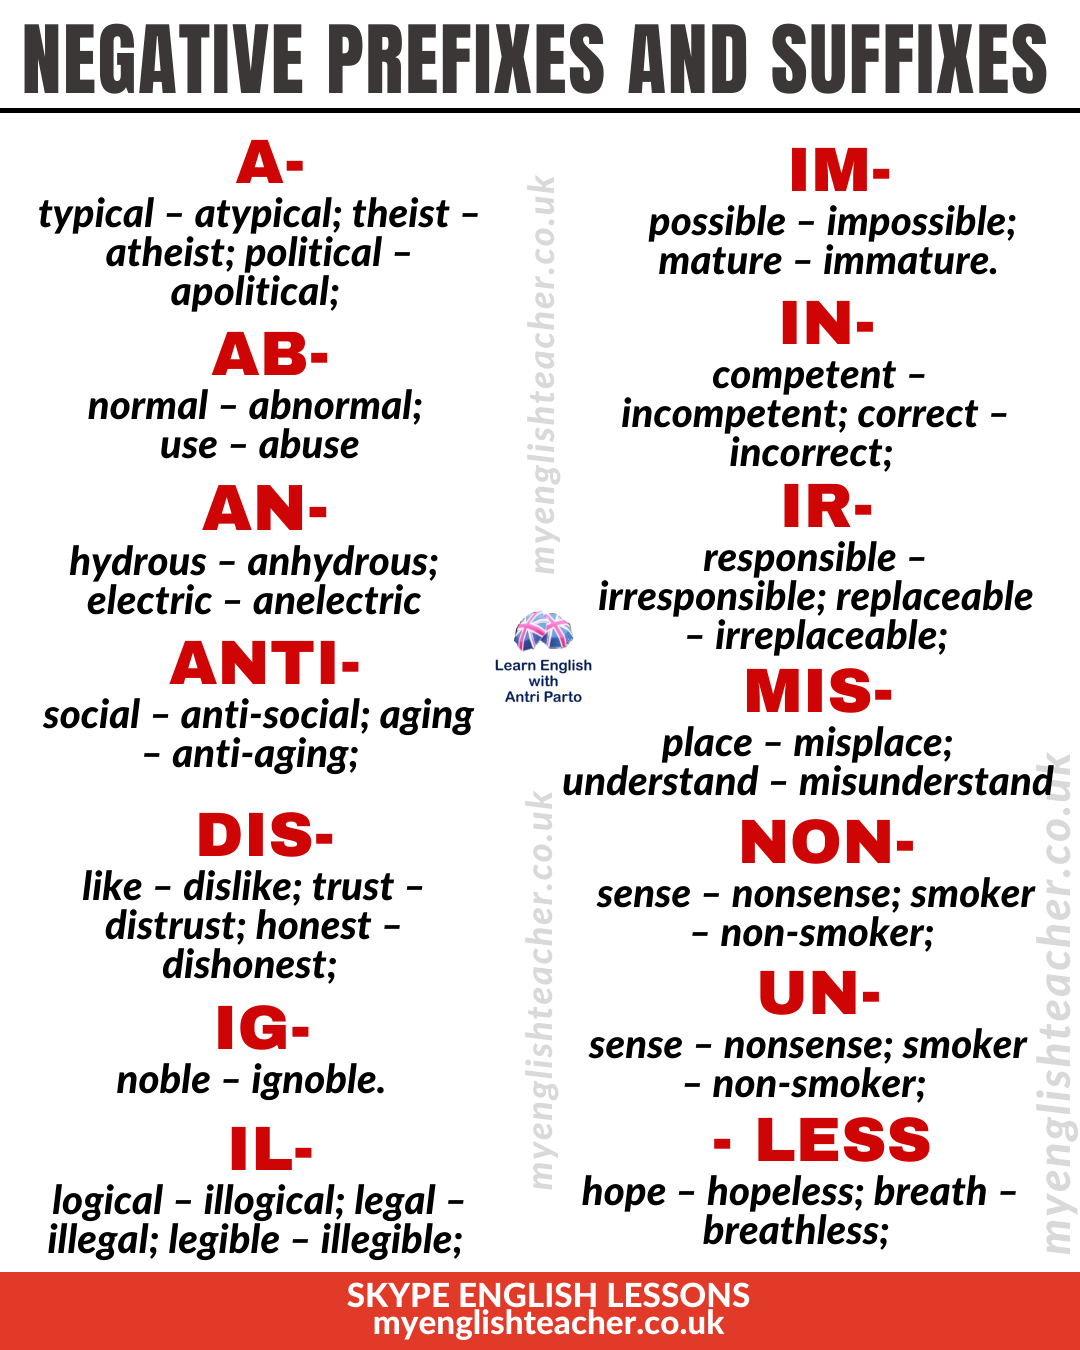 NEGATIVE PREFIXES AND SUFFIXES
A-
typical – atypical; theist –
atheist; political –
apolitical;
AB-
normal – abnormal;
use – abuse
AN-
hydrous – anhydrous;
electric – anelectric
ANTI-
social – anti-social; aging
– anti-aging;
DIS-
like – dislike; trust –
distrust; honest –
dishonest;
IG-
noble – ignoble.
IL-
logical – illogical; legal –
illegal; legible – illegible;
myenglishteacher.co.uk
Learn English
with
Antri Parto
myenglishteacher.co.uk
IM-
possible – impossible;
mature – immature.
IN-
competent –
incompetent; correct –
incorrect;
IR-
responsible –
irresponsible; replaceable
– irreplaceable;
MIS-
place – misplace;
understand – misunderstand
NON-
sense – nonsense; smoker
– non-smoker;
UN-
sense – nonsense; smoker
– non-smoker;
- LESS
hope – hopeless; breath –
breathless;
myenglishteacher.co.uk
SKYPE ENGLISH LESSONS
myenglishteacher.co.uk